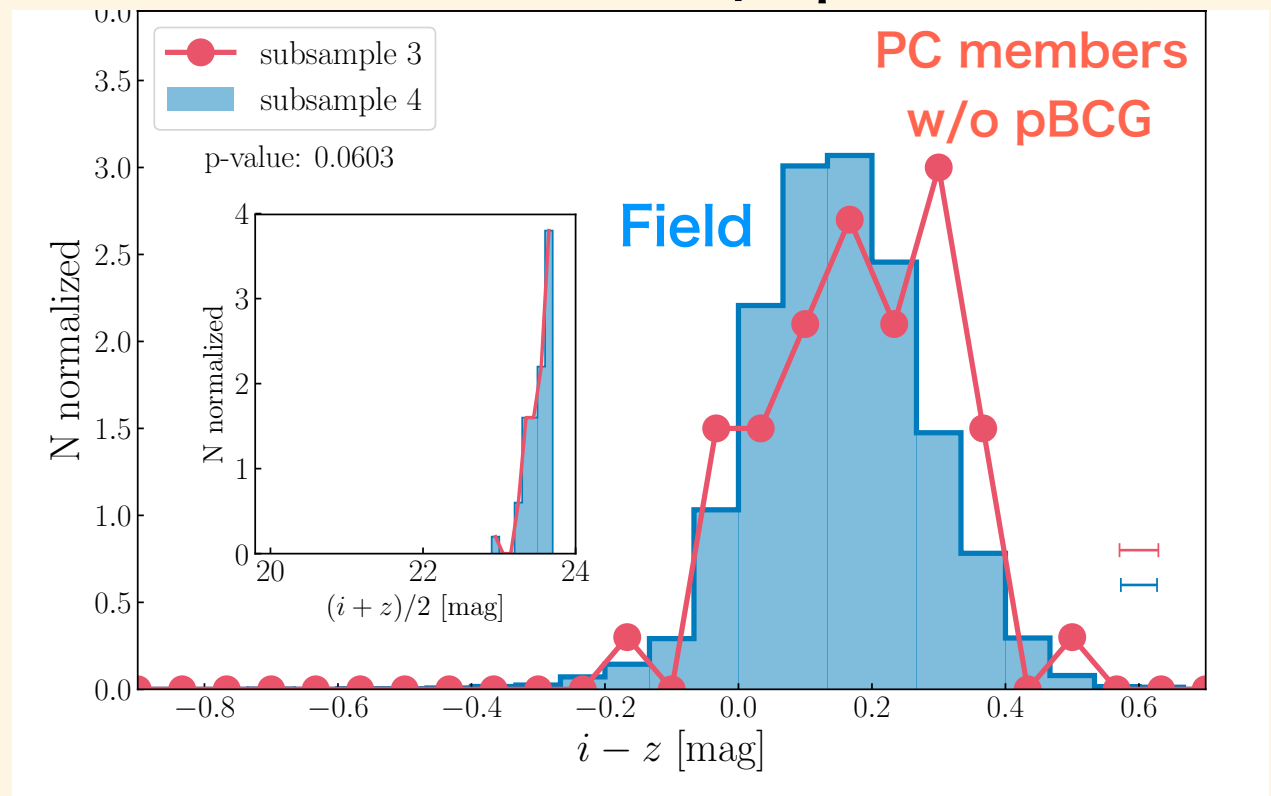 0.0
3.5
3.0
2.5
2.0
1.5
1.0
0.5
0.0
N normalized
subsample 3
subsample 4
p-value: 0.0603
PC members
w/o pBCG
Field
4
3
2
1
0
N normalized
20 22 24
(i + z)/2 [mag]
−0.8 −0.6 −0.4 −0.2 0.0 0.2 0.4 0.6
i − z [mag]